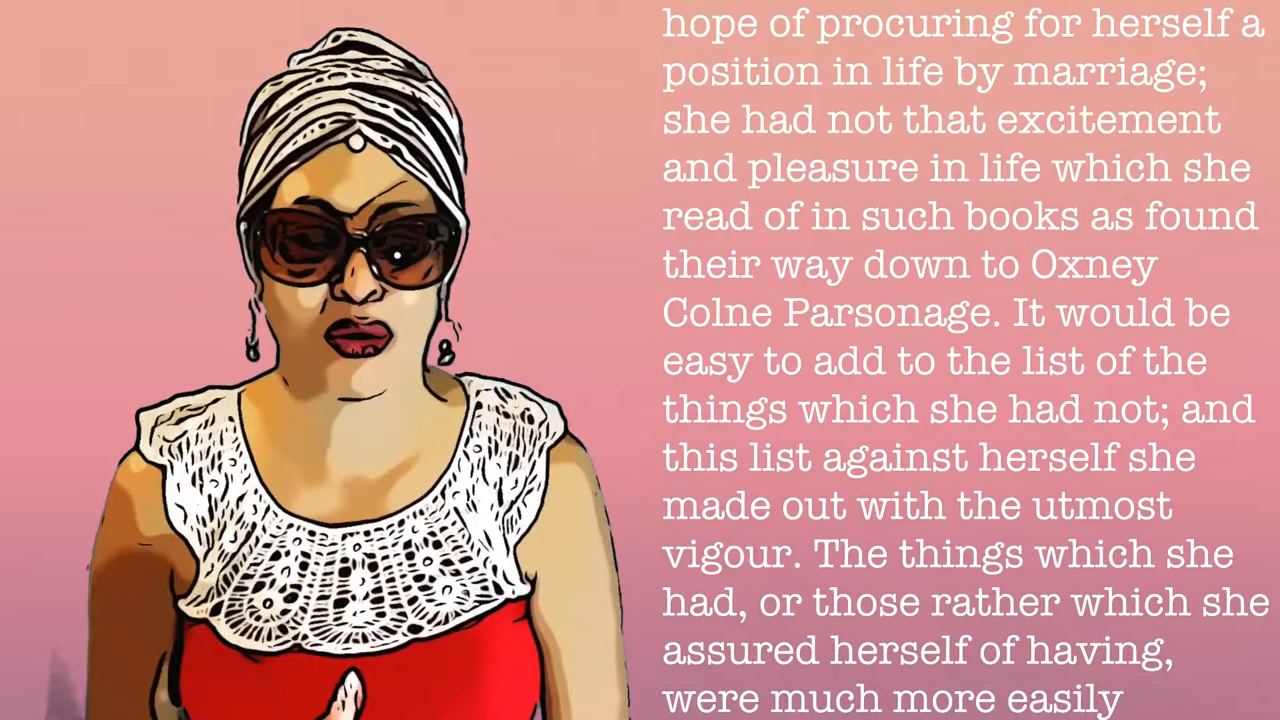 hope of procuring for herself a
position in life by marriage;
she had not that excitement
and pleasure in life which she
read of in such books as found
their way down to Oxney
Colne Parsonage. It would be
easy to add to the list of the
things which she had not; and
this list against herself she
made out with the utmost
vigour. The things which she
had, or those rather which she
assured herself of having,
were much more easily